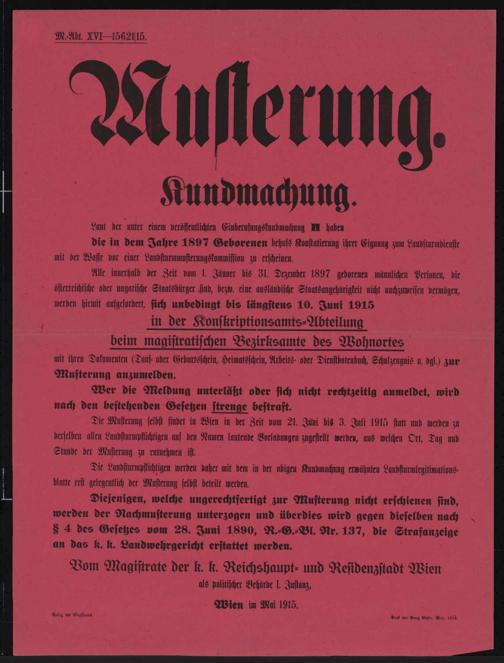 M.-Abt. XVI—15621/15.
Musterung.
Kundmachung.
Laut der unter einem veröffentlichten Einberufungskundmachung H haben
die in dem Jahre 1897 Geborenen behufs Konstatierung ihrer Eignung zum Landsturmdienste
mit der Waffe vor einer Landsturmmusterungskommission zu erscheinen.
Alle innerhalb der Zeit vom 1. Jänner bis 31. Dezember 1897 geborenen männlichen Personen, die
österreichische oder ungarische Staatsbürger sind, bezw. eine ausländische Staatsangehörigkeit nicht nachzuweisen vermögen,
werden hiemit aufgefordert, sich unbedingt bis längstens 10. Juni 1915
in der Konskriptionsamts-Abteilung
beim magistratischen Bezirksamte des Wohnortes
mit ihren Dokumenten (Tauf- oder Geburtsschein, Heimatschein, Arbeits- oder Dienstbotenbuch, Schulzeugnis u. dgl.) zur
Musterung anzumelden.
Wer die Meldung unterläßt oder sich nicht rechtzeitig anmeldet, wird
nach den bestehenden Gesetzen strenge bestraft.
Die Musterung selbst findet in Wien in der Zeit vom 21. Juni bis 3. Juli 1915 statt und werden zu
derselben allen Landsturmpflichtigen auf den Namen lautende Vorladungen zugestellt werden, aus welchen Ort, Tag und
Stunde der Musterung zu entnehmen ist.
Die Landsturmpflichtigen werden daher mit dem in der obigen Kundmachung erwähnten Landsturmlegitimations-
blatte erst gelegentlich der Musterung selbst beteilt werden.
Diejenigen, welche ungerechtfertigt zur Musterung nicht erschienen sind,
werden der Nachmusterung unterzogen und überdies wird gegen dieselben nach
§ 4 des Gesetzes vom 28. Juni 1890, R.-G.-Bl. Nr. 137, die Strafanzeige
an das k. k. Landwehrgericht erstattet werden.
Vom Magistrate der k. k. Reichshaupt- und Residenzstadt Wien
als politischer Behörde I. Instanz,
Wien im Mai 1915.
Verlag des Magistrates.